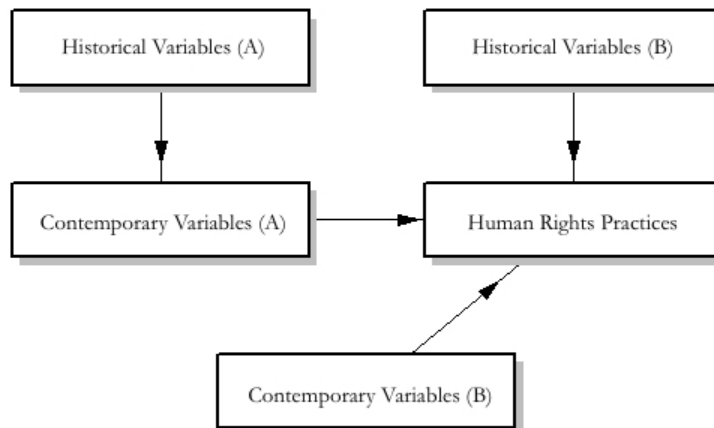 Historical Variables (A)
Historical Variables (B)
Contemporary Variables (A)
Human Rights Practices
Contemporary Variables (B)